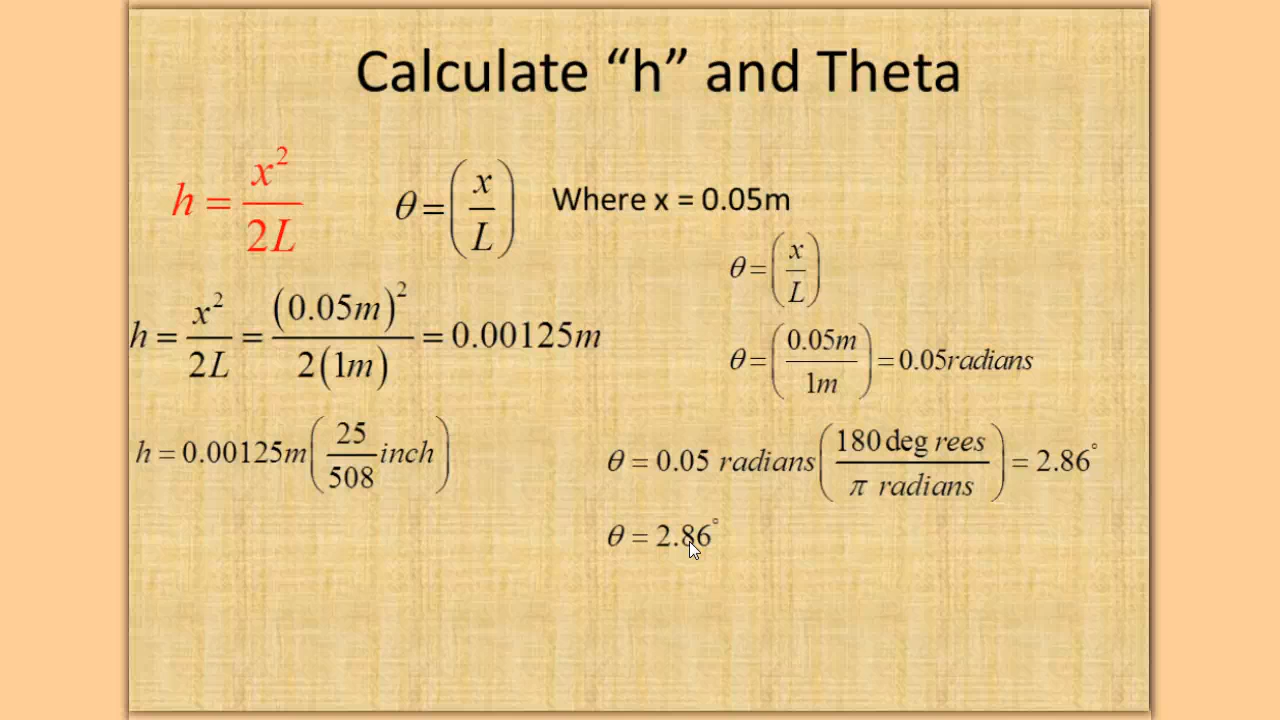 Calculate “h” and Theta
h = x²/2L
θ = (x/L)
Where x = 0.05m
h = x²/2L = (0.05m)²/2(1m) = 0.00125m
h = 0.00125m(25/508 inch)
θ = (x/L)
θ = (0.05m/1m) = 0.05radians
θ = 0.05 radians(180 deg rees/π radians) = 2.86°
θ = 2.86°